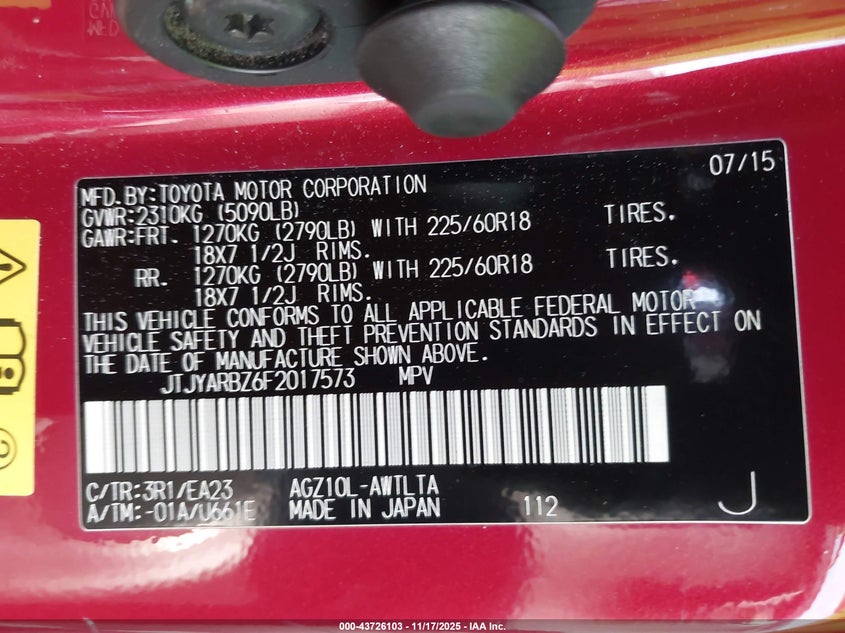 07/15
MFD.BY:TOYOTA MOTOR CORPORATION
GVWR:2310KG (5090LB)
GAWR:FRT. 1270KG (2790LB) WITH 225/60R18 TIRES.
18X7 1/2J RIMS.
RR. 1270KG (2790LB) WITH 225/60R18 TIRES.
18X7 1/2J RIMS.
THIS VEHICLE CONFORMS TO ALL APPLICABLE FEDERAL MOTOR
VEHICLE SAFETY AND THEFT PREVENTION STANDARDS IN EFFECT ON
THE DATE OF MANUFACTURE SHOWN ABOVE.
JTJYARBZ6F2017573 MPV
C/TR:3R1/EA23 AGZ10L-AWTLTA
A/TM:-01A/U661E MADE IN JAPAN 112 J
000-43726103 - 11/17/2025 - IAA Inc.